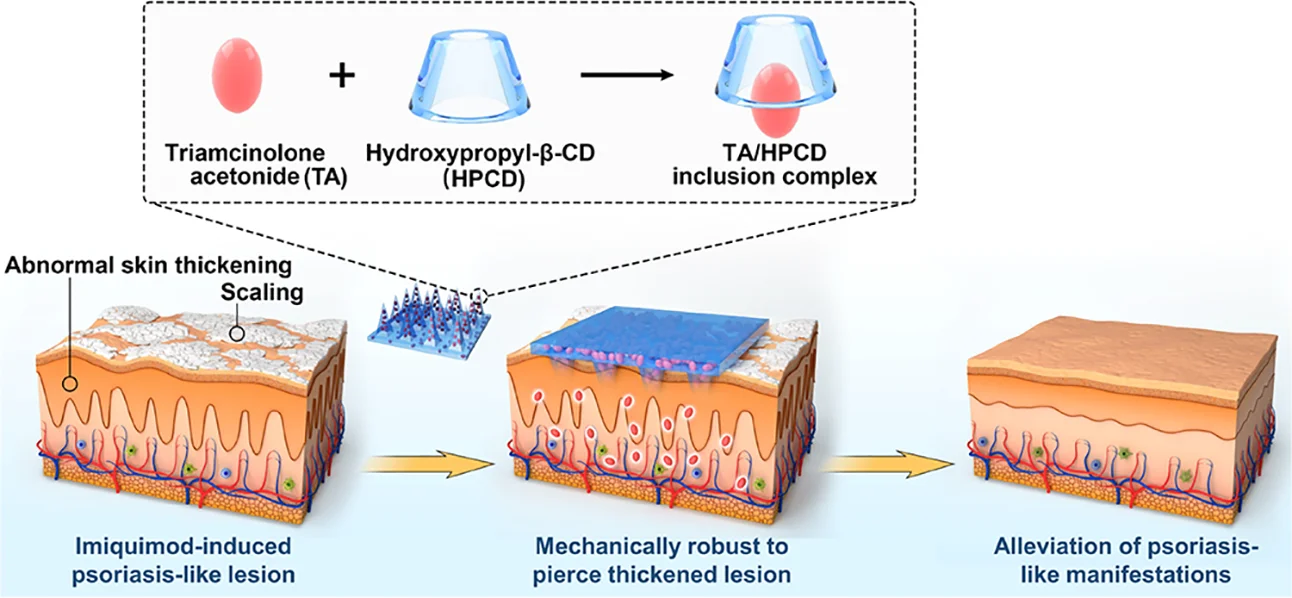 +
Triamcinolone
acetonide (TA)
Hydroxypropyl-β-CD
(HPCD)
TA/HPCD
inclusion complex
Abnormal skin thickening
Scaling
Imiquimod-induced
psoriasis-like lesion
Mechanically robust to
pierce thickened lesion
Alleviation of psoriasis-
like manifestations